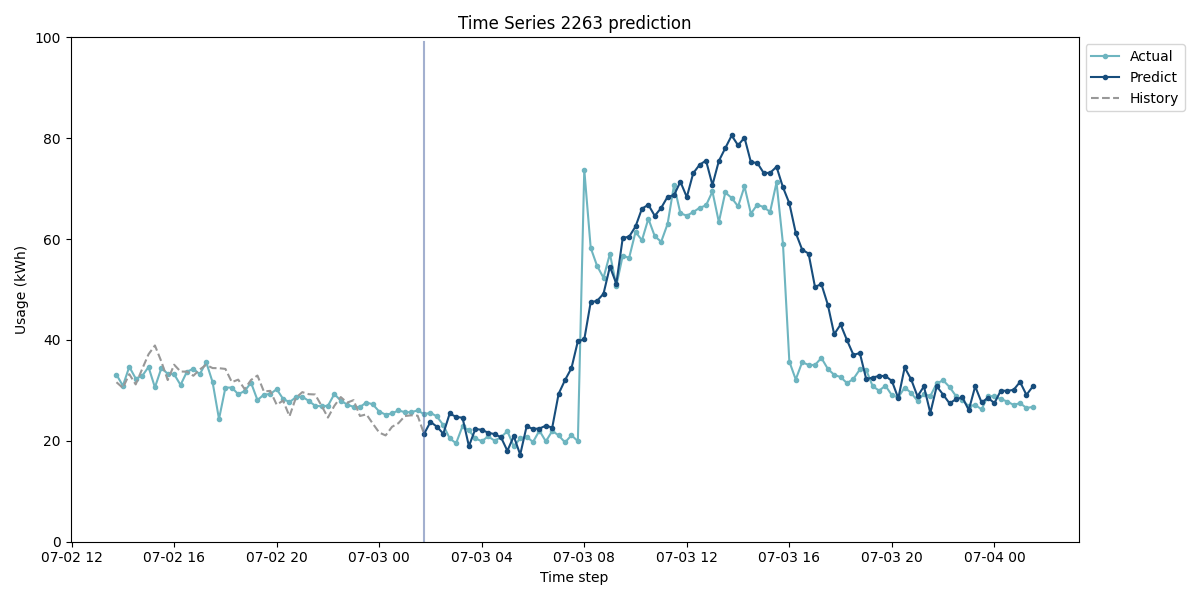 Time Series 2263 prediction
100
80
60
40
20
0
Usage (kWh)
07-02 12
07-02 16
07-02 20
07-03 00
07-03 04
07-03 08
07-03 12
07-03 16
07-03 20
07-04 00
Time step
Actual
Predict
History